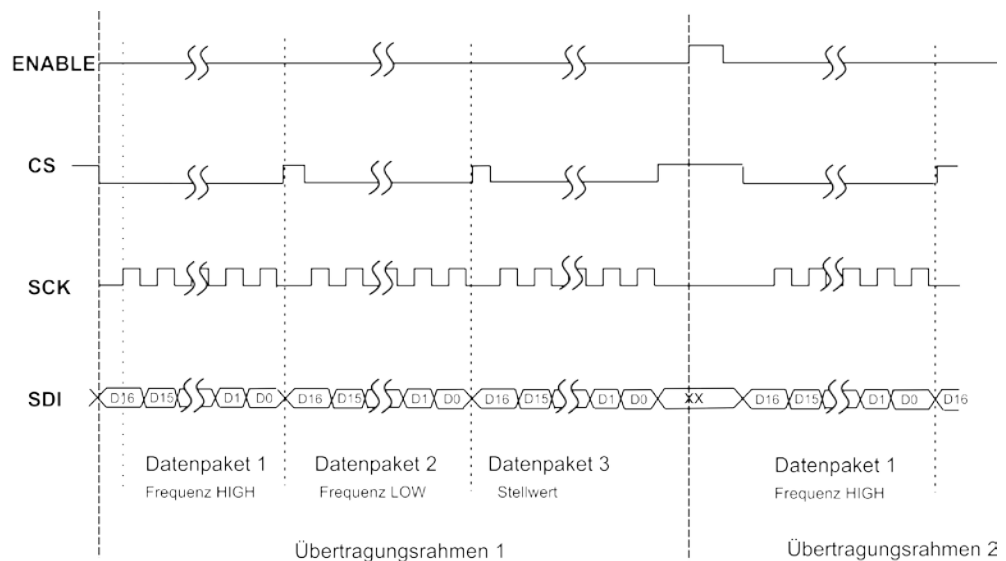 ENABLE
CS
SCK
SDI
D16 D15 D1 D0 D16 D15 D1 D0 D16 D15 D1 D0 XX D16 D15 D1 D0 D16
Datenpaket 1 Datenpaket 2 Datenpaket 3 Datenpaket 1
Frequenz HIGH Frequenz LOW Stellwert Frequenz HIGH
Übertragungsrahmen 1 Übertragungsrahmen 2